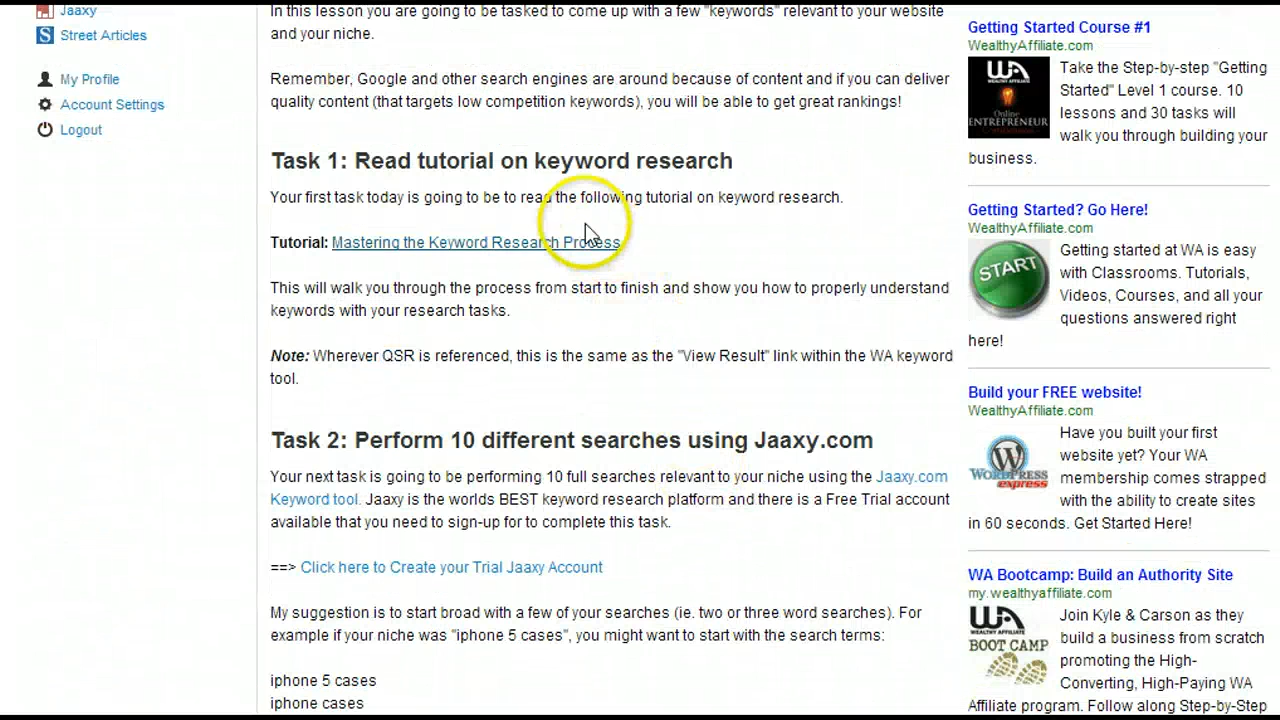 Jaaxy
Street Articles
My Profile
Account Settings
Logout
In this lesson you are going to be tasked to come up with a few "keywords" relevant to your website
and your niche.
Remember, Google and other search engines are around because of content and if you can deliver
quality content (that targets low competition keywords), you will be able to get great rankings!
Task 1: Read tutorial on keyword research
Your first task today is going to be to read the following tutorial on keyword research.
Tutorial: Mastering the Keyword Research Process
This will walk you through the process from start to finish and show you how to properly understand
keywords with your research tasks.
Note: Wherever QSR is referenced, this is the same as the "View Result" link within the WA keyword
tool.
Task 2: Perform 10 different searches using Jaaxy.com
Your next task is going to be performing 10 full searches relevant to your niche using the Jaaxy.com
Keyword tool. Jaaxy is the worlds BEST keyword research platform and there is a Free Trial account
available that you need to sign-up for to complete this task.
==> Click here to Create your Trial Jaaxy Account
My suggestion is to start broad with a few of your searches (ie. two or three word searches). For
example if your niche was "iphone 5 cases", you might want to start with the search terms:
iphone 5 cases
iphone cases
Getting Started Course #1
WealthyAffiliate.com
WA
Online
ENTREPRENEUR
Take the Step-by-step "Getting
Started" Level 1 course. 10
lessons and 30 tasks will
walk you through building your
business.
Getting Started? Go Here!
WealthyAffiliate.com
START
Getting started at WA is easy
with Classrooms. Tutorials,
Videos, Courses, and all your
questions answered right
here!
Build your FREE website!
WealthyAffiliate.com
WORDPRESS
express
Have you built your first
website yet? Your WA
membership comes strapped
with the ability to create sites
in 60 seconds. Get Started Here!
WA Bootcamp: Build an Authority Site
my.wealthyaffiliate.com
WA
WEALTHY AFFILIATE
BOOT CAMP
Join Kyle & Carson as they
build a business from scratch
promoting the High-
Converting, High-Paying WA
Affiliate program. Follow along Step-by-Step